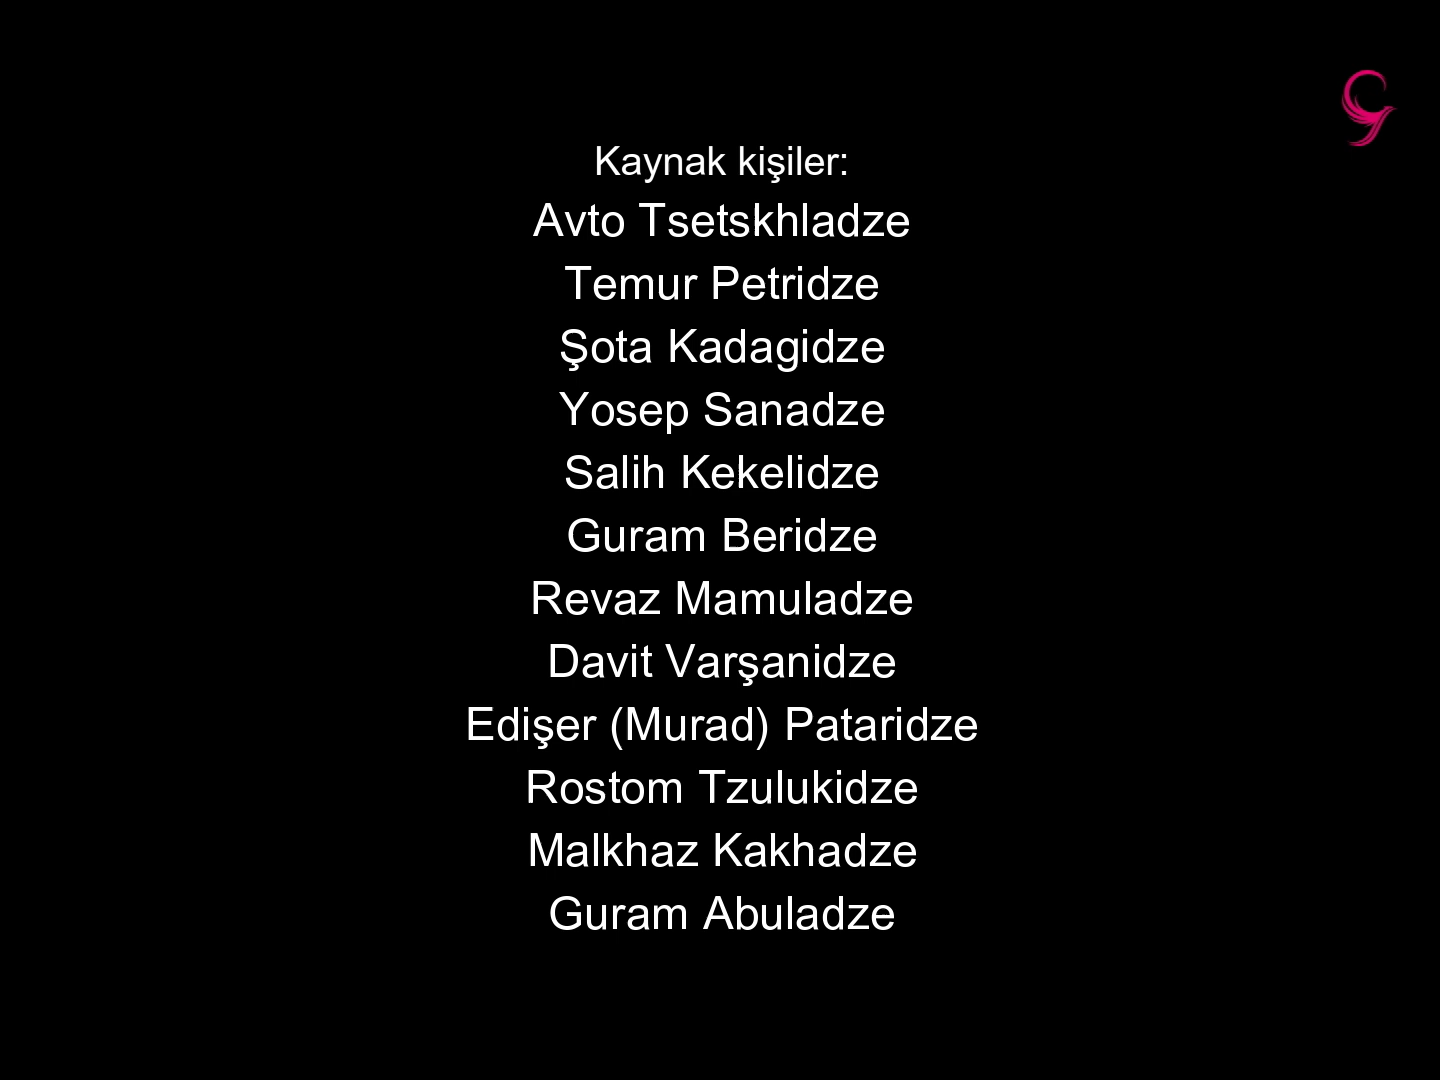 Kaynak kişiler:
Avto Tsetskhladze
Temur Petridze
Şota Kadagidze
Yosep Sanadze
Salih Kekelidze
Guram Beridze
Revaz Mamuladze
Davit Varşanidze
Edişer (Murad) Pataridze
Rostom Tzulukidze
Malkhaz Kakhadze
Guram Abuladze